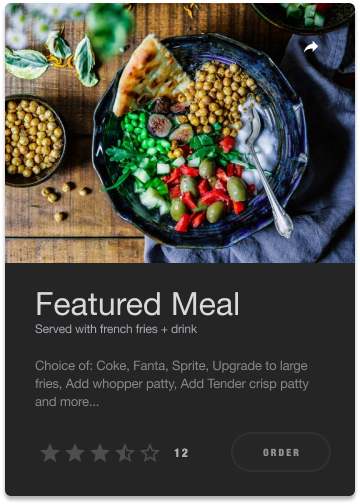 Featured Meal
Served with french fries + drink
Choice of: Coke, Fanta, Sprite, Upgrade to large
fries, Add whopper patty, Add Tender crisp patty
and more...
12
ORDER